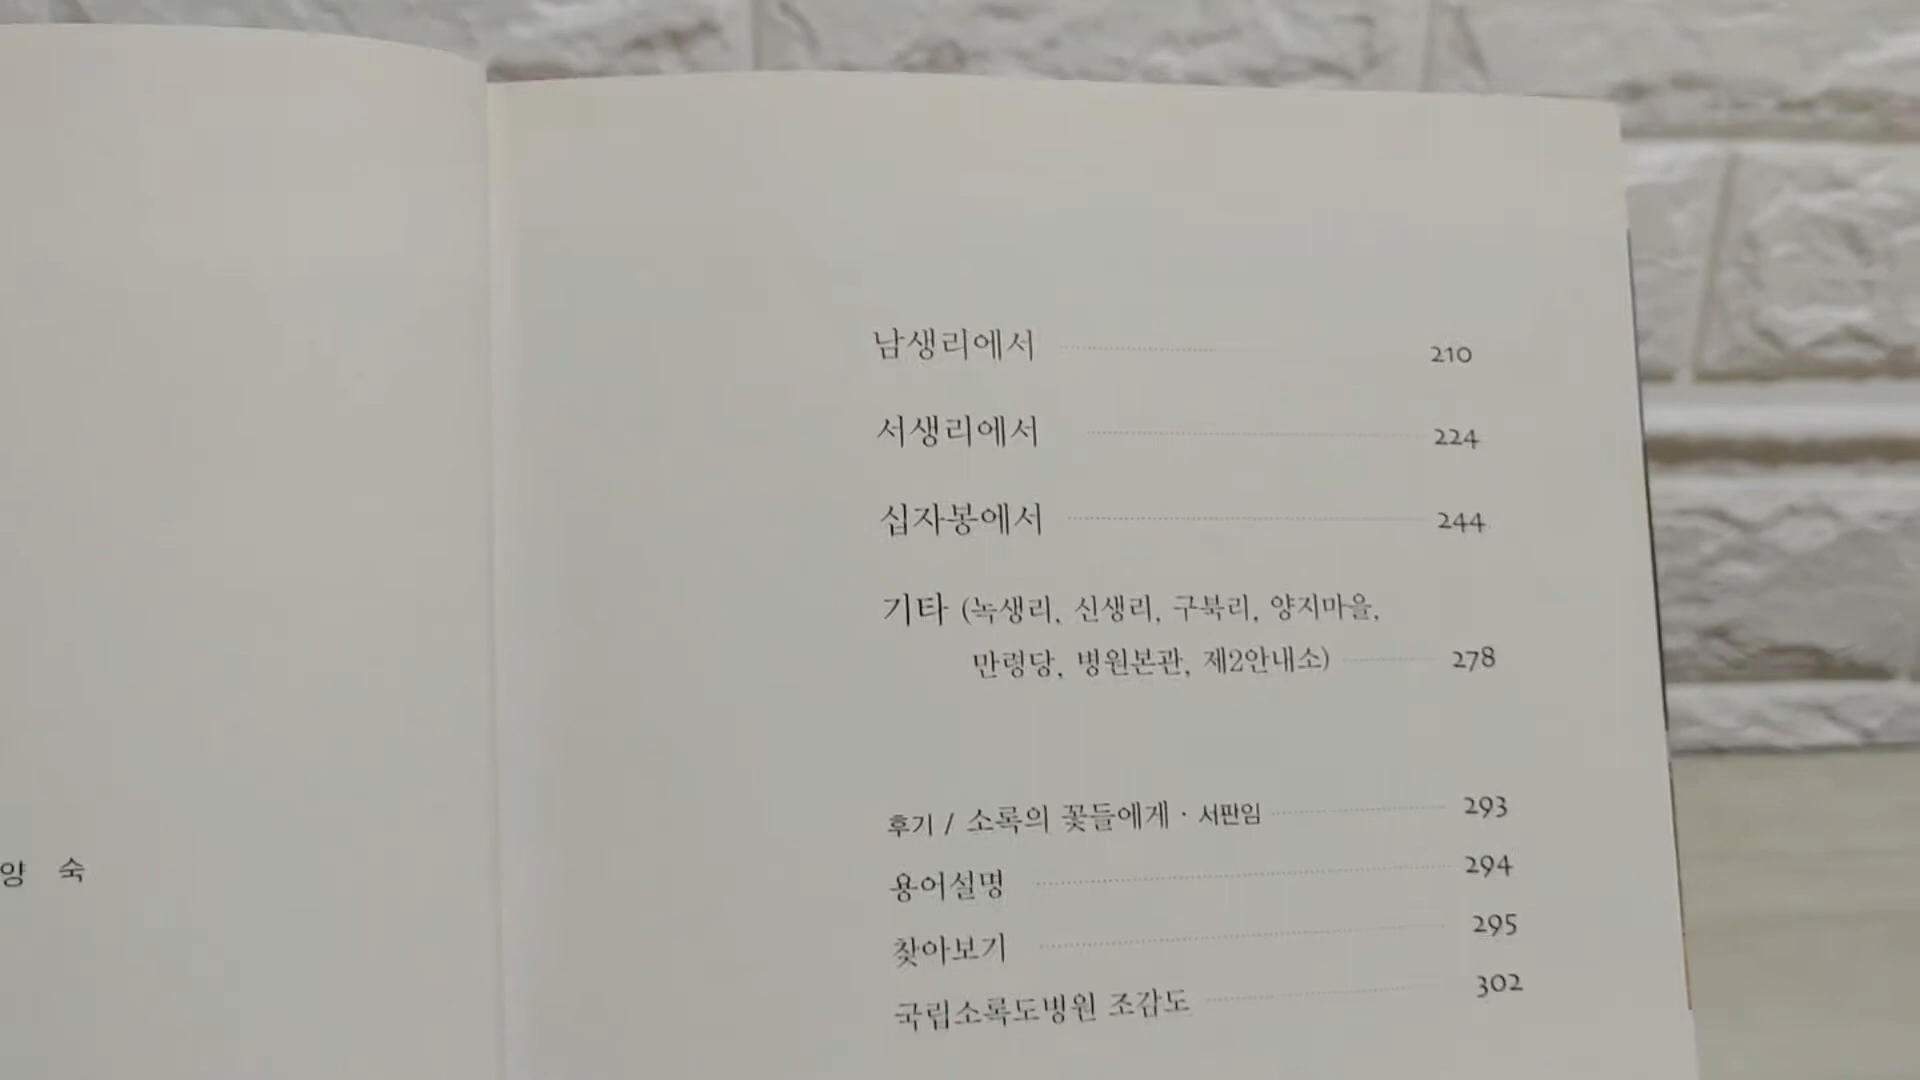 양 숙
남생리에서 210
서생리에서 224
십자봉에서 244
기타 (녹생리, 신생리, 구북리, 양지마을,
만령당, 병원본관, 제2안내소) 278
후기 / 소록의 꽃들에게 · 서판임 293
용어설명 294
찾아보기 295
국립소록도병원 조감도 302